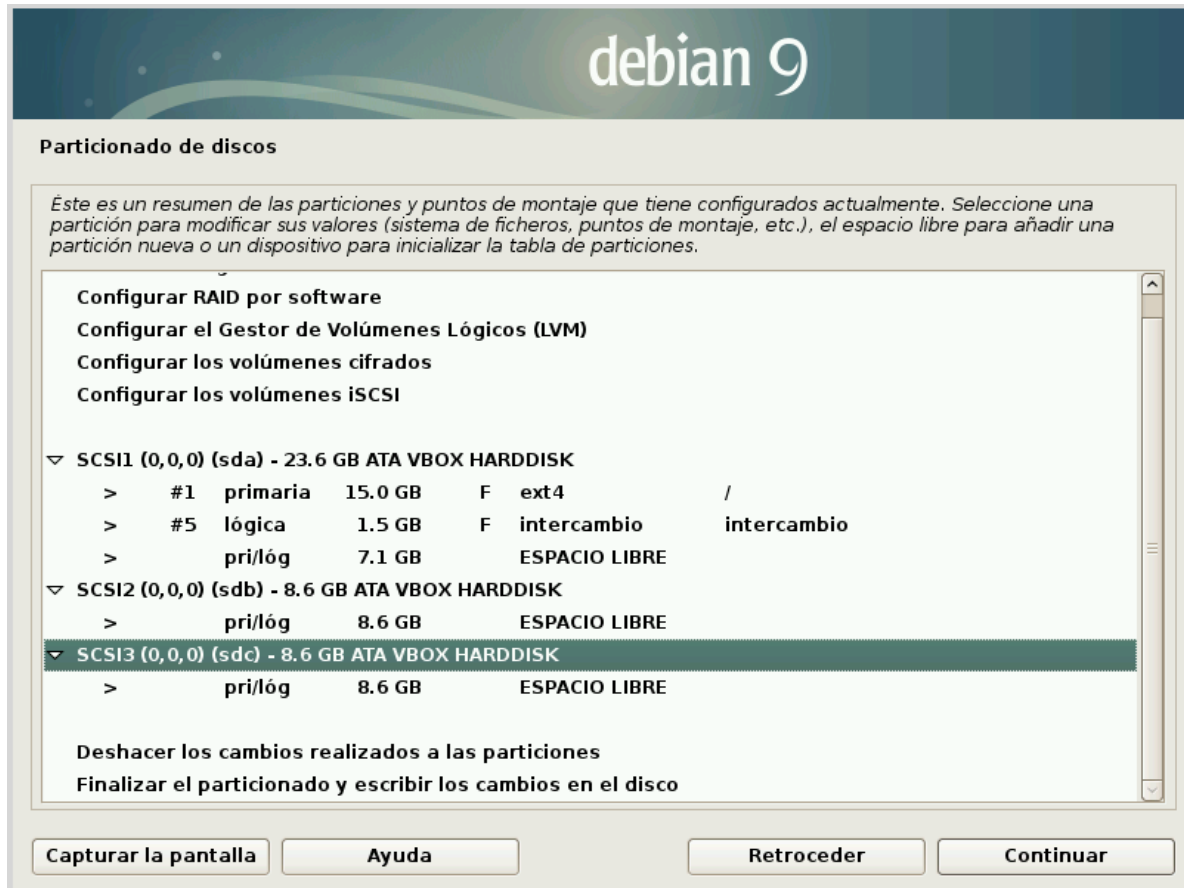 debian 9
Particionado de discos
Éste es un resumen de las particiones y puntos de montaje que tiene configurados actualmente. Seleccione una
partición para modificar sus valores (sistema de ficheros, puntos de montaje, etc.), el espacio libre para añadir una
partición nueva o un dispositivo para inicializar la tabla de particiones.
Configurar RAID por software
Configurar el Gestor de Volúmenes Lógicos (LVM)
Configurar los volúmenes cifrados
Configurar los volúmenes iSCSI
SCSI1 (0,0,0) (sda) - 23.6 GB ATA VBOX HARDDISK
> #1 primaria 15.0 GB F ext4 /
> #5 lógica 1.5 GB F intercambio intercambio
> pri/lóg 7.1 GB ESPACIO LIBRE
SCSI2 (0,0,0) (sdb) - 8.6 GB ATA VBOX HARDDISK
> pri/lóg 8.6 GB ESPACIO LIBRE
SCSI3 (0,0,0) (sdc) - 8.6 GB ATA VBOX HARDDISK
> pri/lóg 8.6 GB ESPACIO LIBRE
Deshacer los cambios realizados a las particiones
Finalizar el particionado y escribir los cambios en el disco
Capturar la pantalla Ayuda Retroceder Continuar